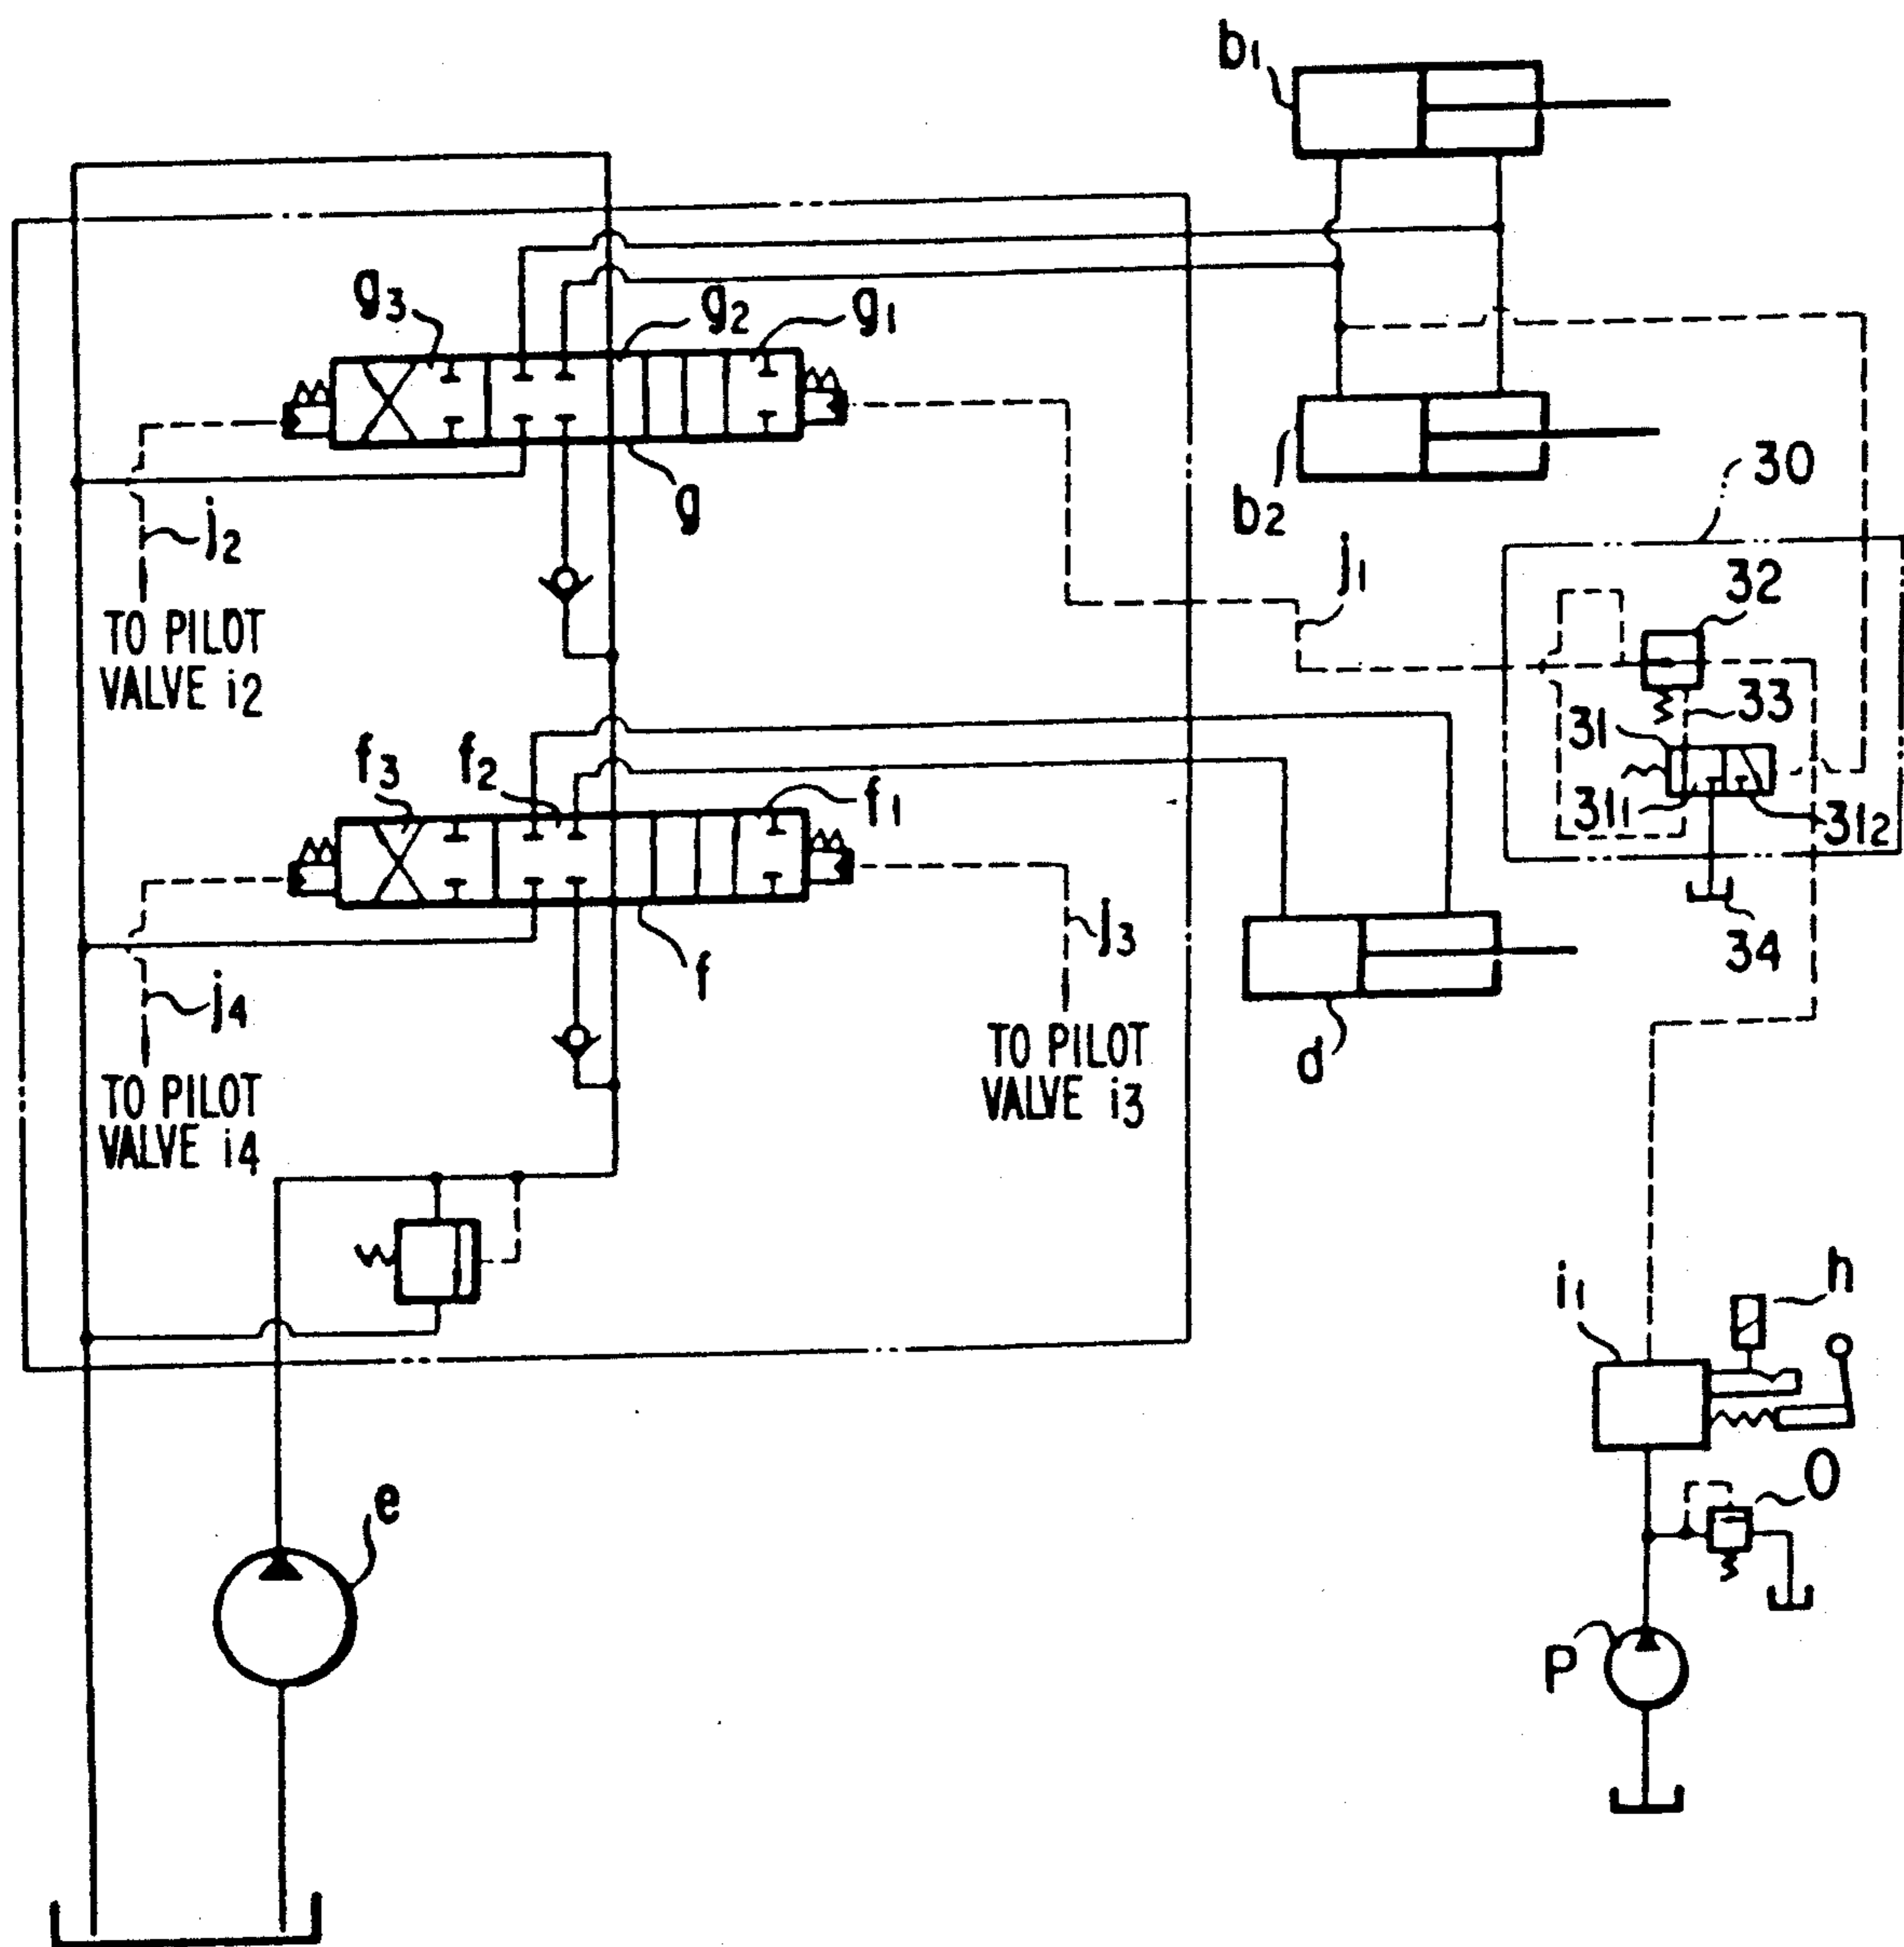 b1
g3
g2
g1
g
b2
30
j2
j1
32
TO PILOT
VALVE i2
33
31
f3
f2
f1
311
312
f
j3
34
j4
d
TO PILOT
VALVE i3
TO PILOT
VALVE i4
i1
h
e
O
P